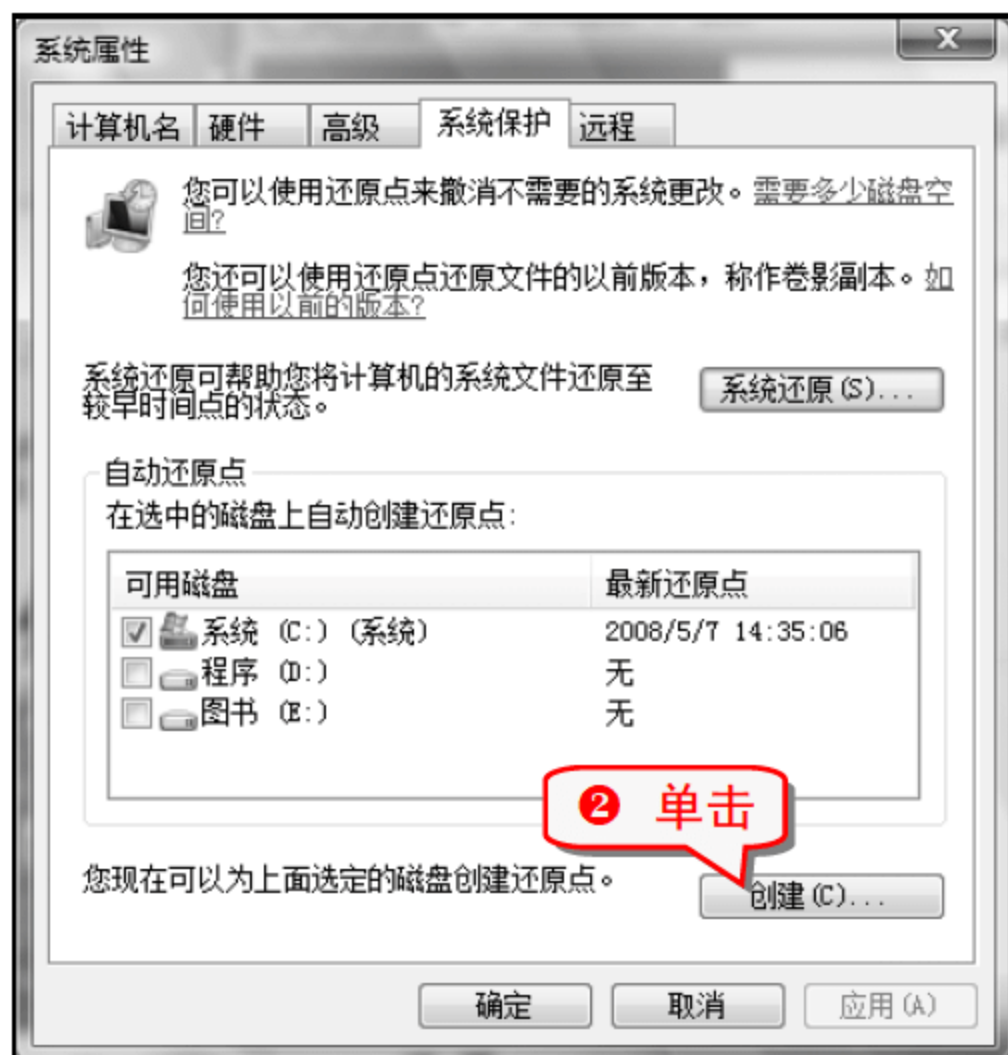 系统属性
计算机名 硬件 高级 系统保护 远程
您可以使用还原点来撤消不需要的系统更改。需要多少磁盘空
间?
您还可以使用还原点还原文件的以前版本，称作卷影副本。如
何使用以前的版本?
系统还原可帮助您将计算机的系统文件还原至
较早时间点的状态。
系统还原(S)...
自动还原点
在选中的磁盘上自动创建还原点:
可用磁盘 最新还原点
系统 (C:) (系统) 2008/5/7 14:35:06
程序 (D:) 无
图书 (E:) 无
❷ 单击
您现在可以为上面选定的磁盘创建还原点。
创建(C)...
确定 取消 应用(A)